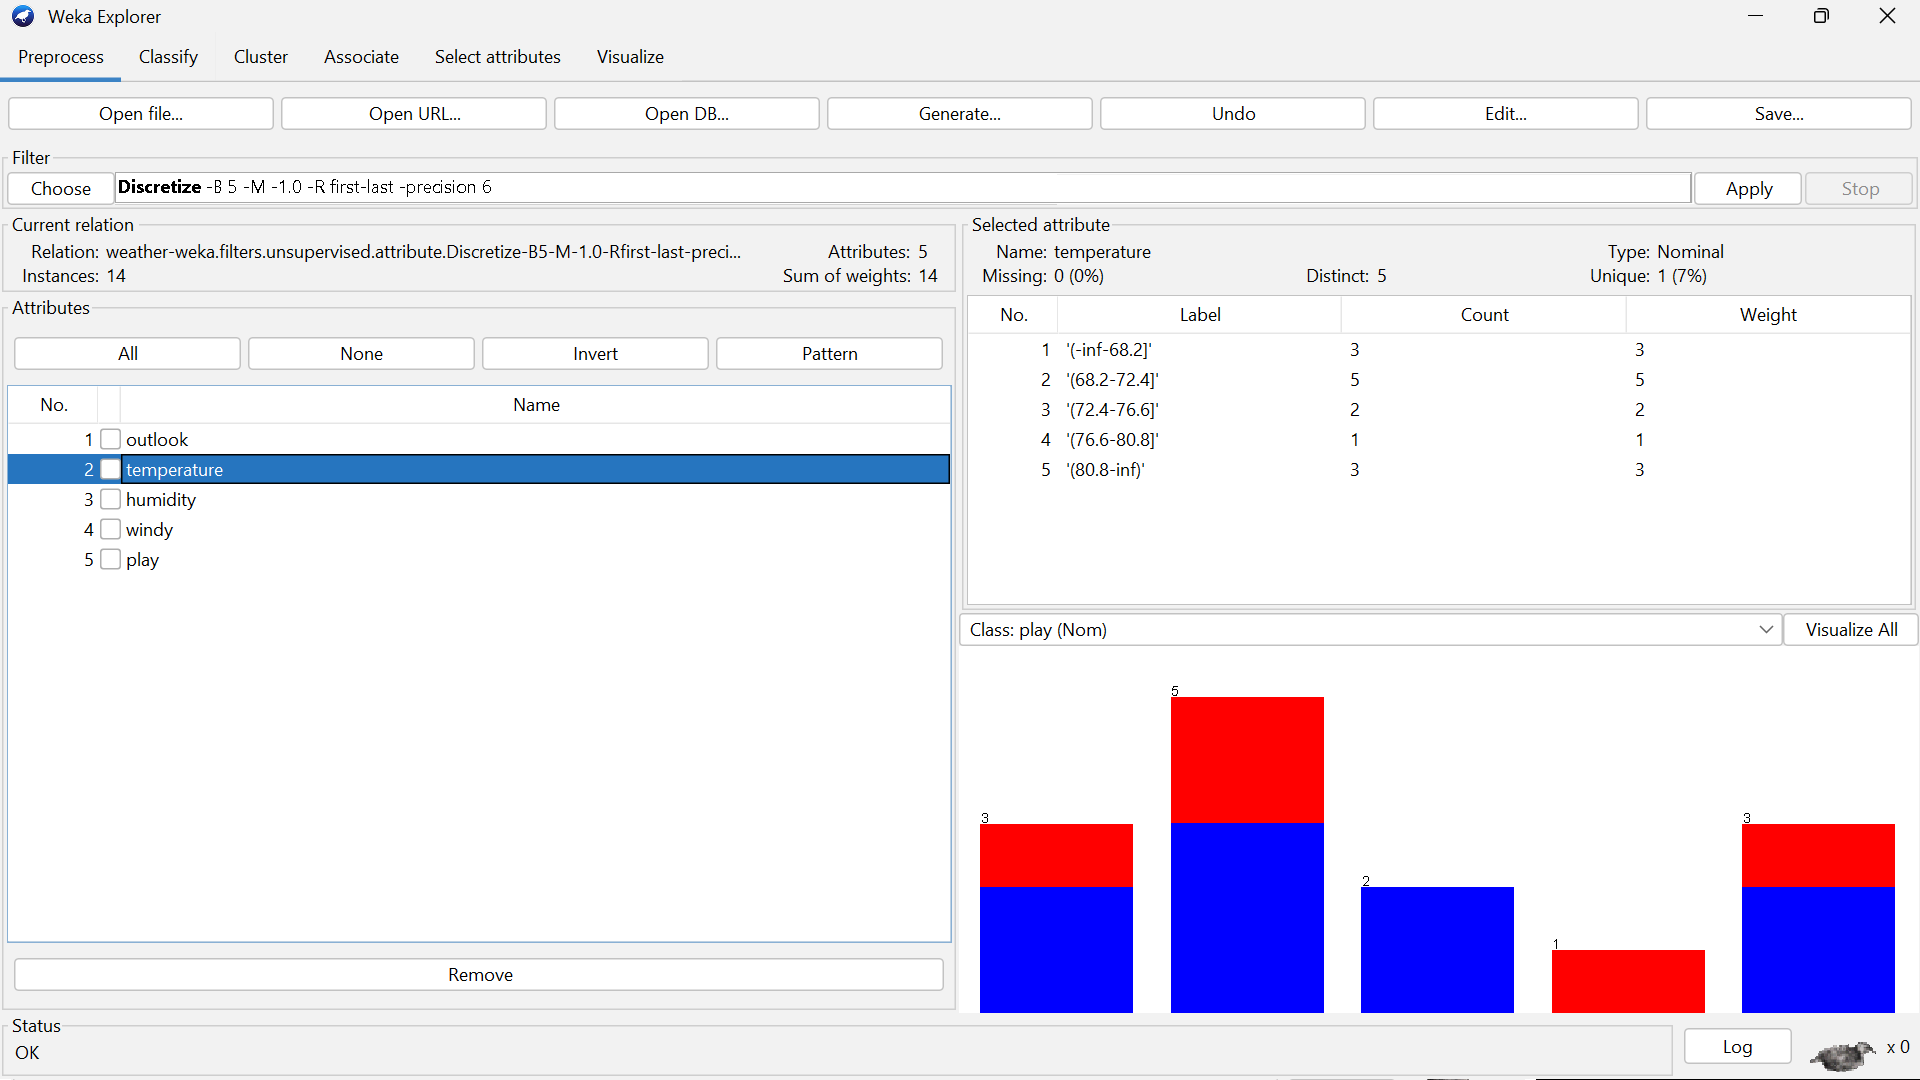 Weka Explorer
Preprocess Classify Cluster Associate Select attributes Visualize
Open file... Open URL... Open DB... Generate... Undo Edit... Save...
Filter
Choose Discretize -B 5 -M -1.0 -R first-last -precision 6 Apply Stop
Current relation
Relation: weather-weka.filters.unsupervised.attribute.Discretize-B5-M-1.0-Rfirst-last-preci... Attributes: 5
Instances: 14 Sum of weights: 14
Attributes
All None Invert Pattern
No. Name
1 outlook
2 temperature
3 humidity
4 windy
5 play
Remove
Selected attribute
Name: temperature Type: Nominal
Missing: 0 (0%) Distinct: 5 Unique: 1 (7%)
No. Label Count Weight
1 '(-inf-68.2]' 3 3
2 '(68.2-72.4]' 5 5
3 '(72.4-76.6]' 2 2
4 '(76.6-80.8]' 1 1
5 '(80.8-inf)' 3 3
Class: play (Nom) Visualize All
3 5 2 1 3
Status
OK
Log x 0